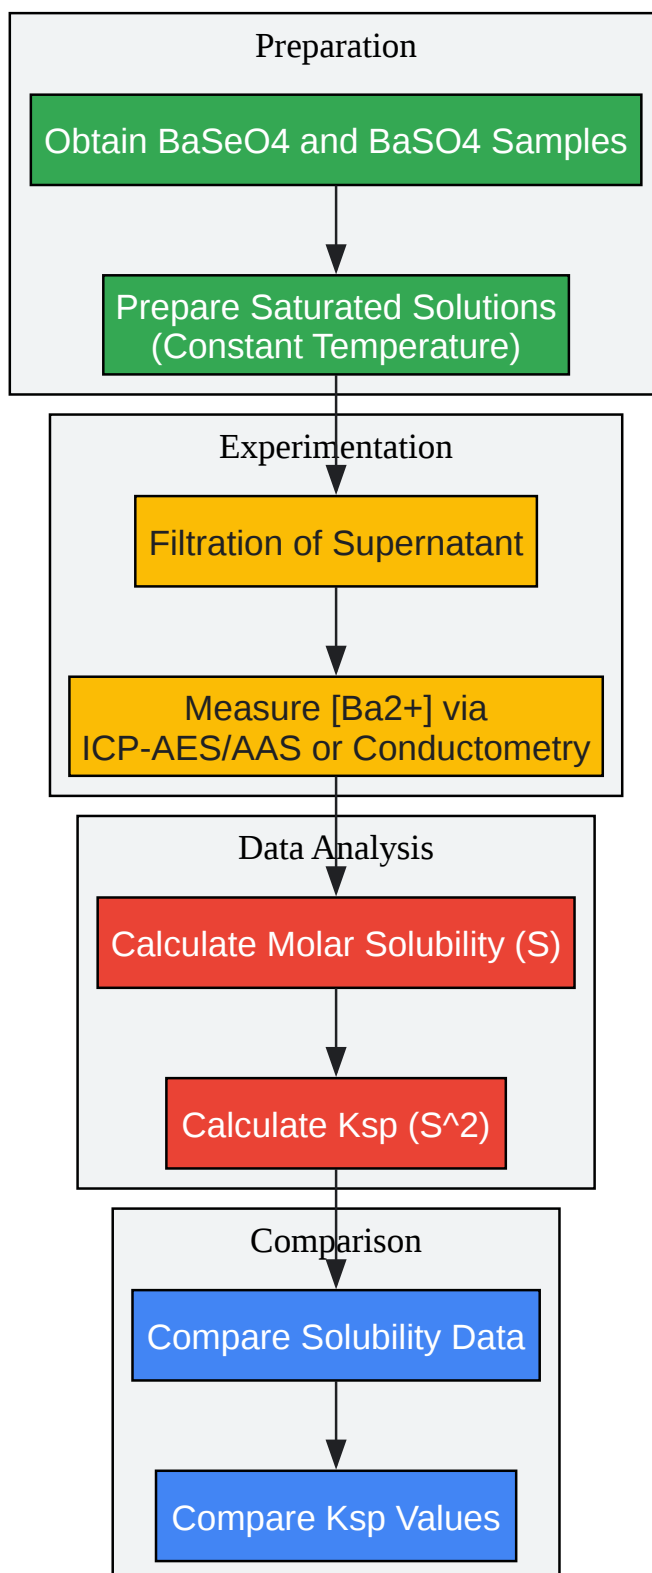 Preparation
Obtain BaSeO4 and BaSO4 Samples
Prepare Saturated Solutions
(Constant Temperature)
Experimentation
Filtration of Supernatant
Measure [Ba2+] via
ICP-AES/AAS or Conductometry
Data Analysis
Calculate Molar Solubility (S)
Calculate Ksp (S^2)
Comparison
Compare Solubility Data
Compare Ksp Values